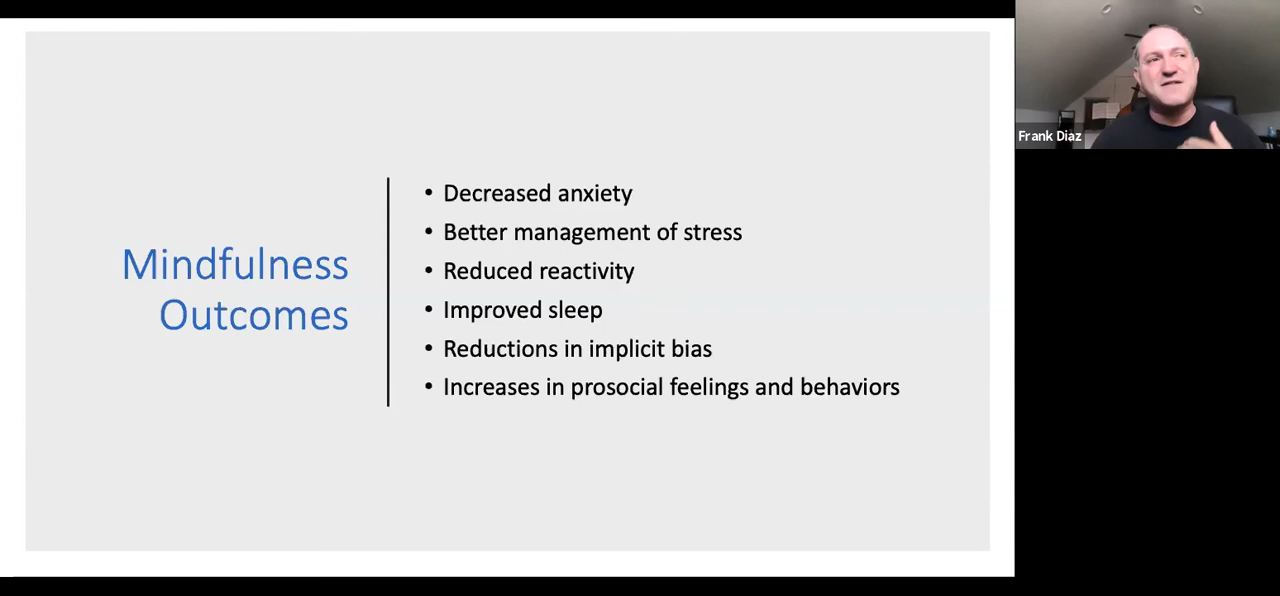 Mindfulness
Outcomes
• Decreased anxiety
• Better management of stress
• Reduced reactivity
• Improved sleep
• Reductions in implicit bias
• Increases in prosocial feelings and behaviors
Frank Diaz